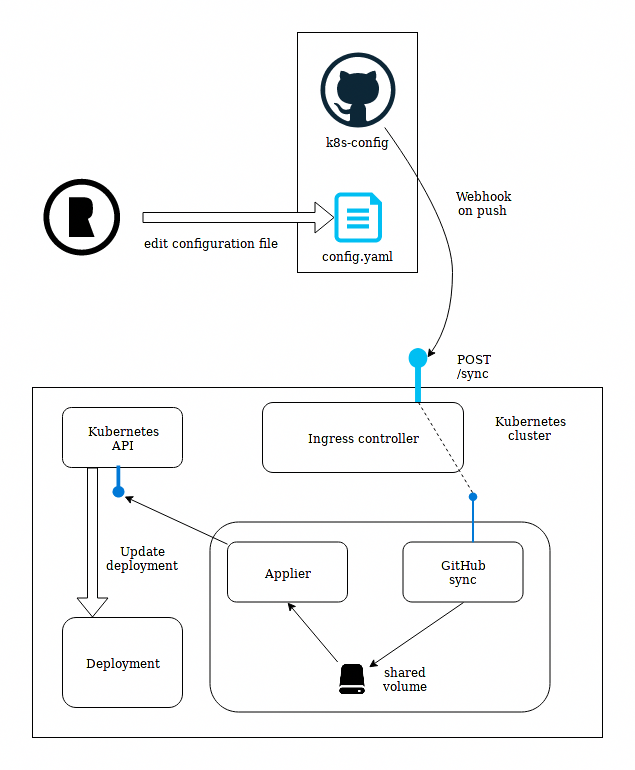 k8s-config
R
edit configuration file
config.yaml
Webhook
on push
POST
/sync
Kubernetes
cluster
Kubernetes
API
Ingress controller
Update
deployment
Applier
GitHub
sync
Deployment
shared
volume